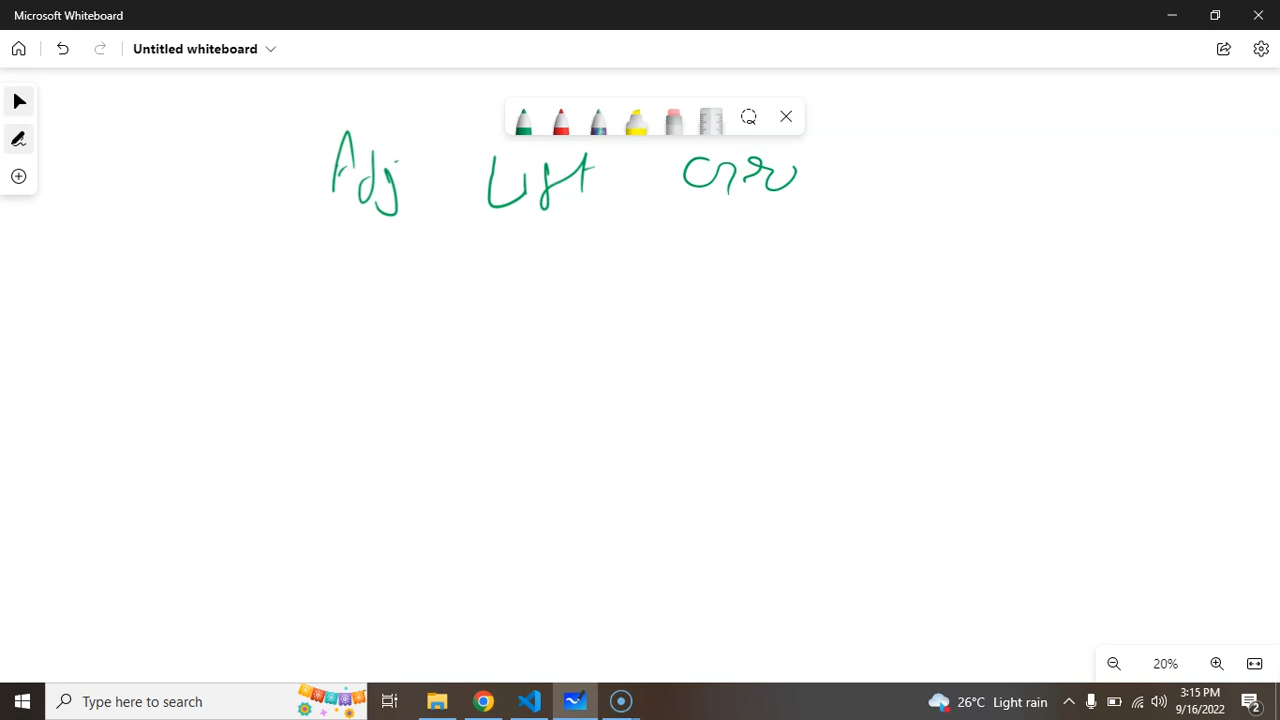 Microsoft Whiteboard
Untitled whiteboard
Adj List
20%
Type here to search
26°C Light rain
3:15 PM
9/16/2022
2